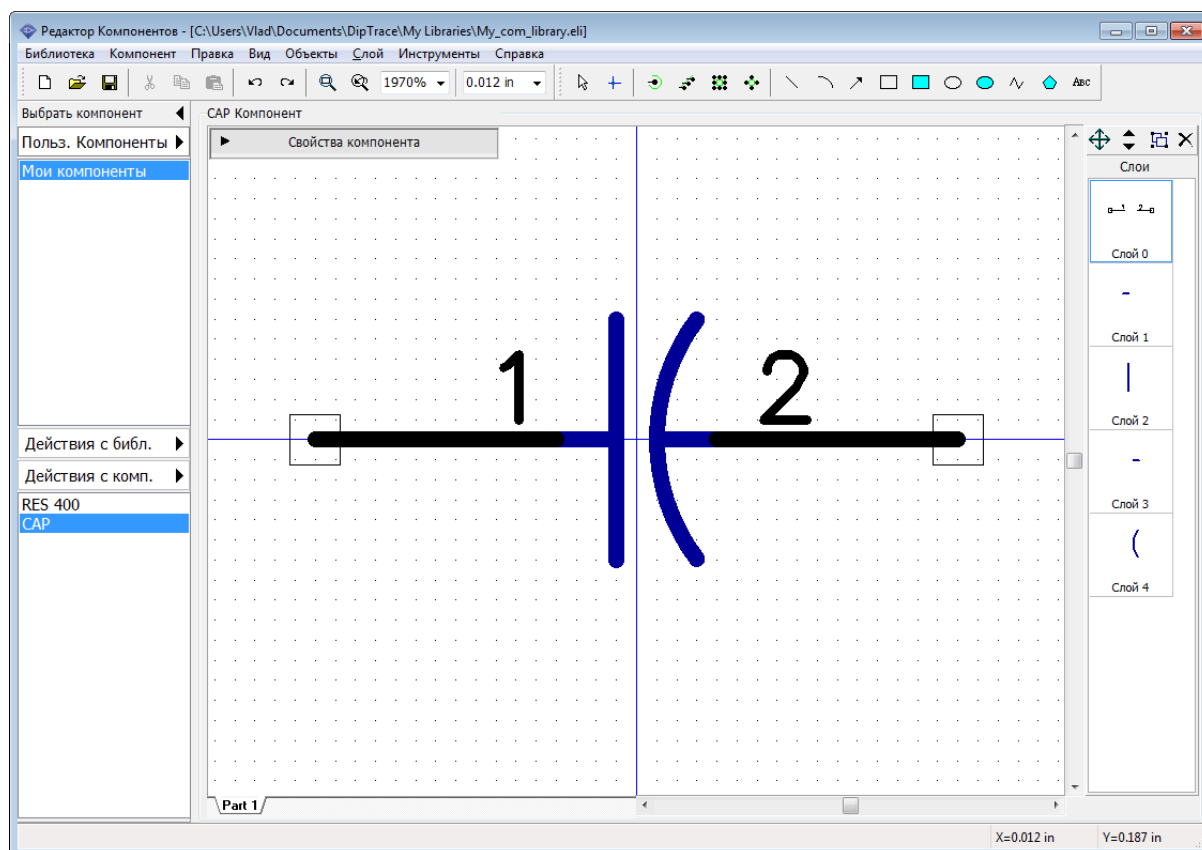 Редактор Компонентов - [C:\Users\Vlad\Documents\DipTrace\My Libraries\My_com_library.eli]
Библиотека Компонент Правка Вид Объекты Слой Инструменты Справка
1970% 0.012 in ABC
Выбрать компонент
CAP Компонент
Польз. Компоненты
Свойства компонента
Мои компоненты
Слои
1 2
Слой 0
Слой 1
1 2
Слой 2
Действия с библ.
Действия с комп.
RES 400
CAP
Слой 3
Слой 4
Part 1
X=0.012 in Y=0.187 in